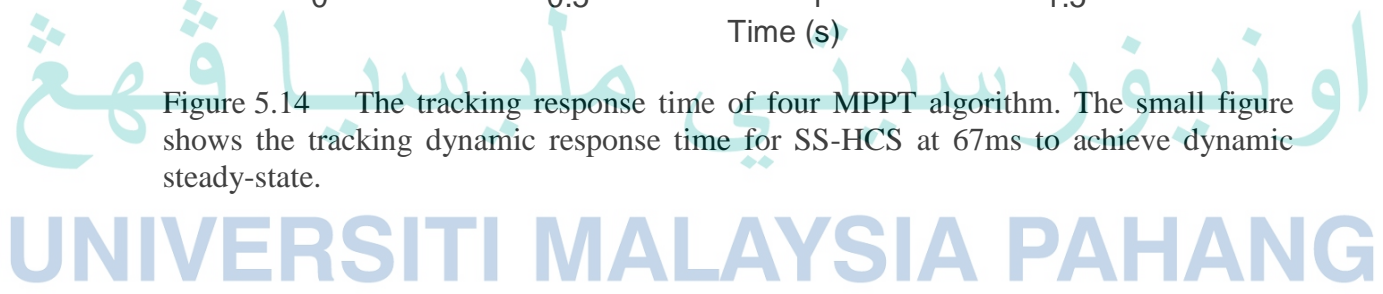 Time (s)
اونيۏرسيتي مليسيا ڤهڠ
Figure 5.14 The tracking response time of four MPPT algorithm. The small figure
shows the tracking dynamic response time for SS-HCS at 67ms to achieve dynamic
steady-state.
UNIVERSITI MALAYSIA PAHANG